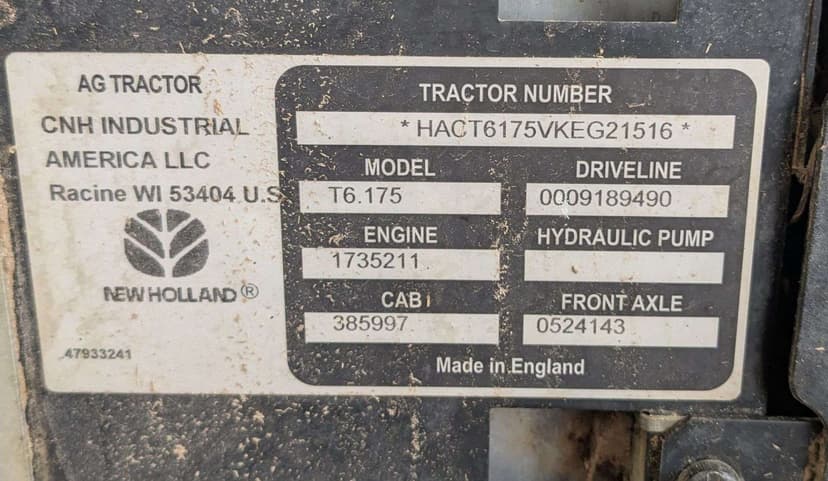 AG TRACTOR
CNH INDUSTRIAL
AMERICA LLC
Racine WI 53404 U.S
NEW HOLLAND ®
47933241
TRACTOR NUMBER
* HACT6175VKEG21516 *
MODEL DRIVELINE
T6.175 0009189490
ENGINE HYDRAULIC PUMP
1735211
CAB FRONT AXLE
385997 0524143
Made in England